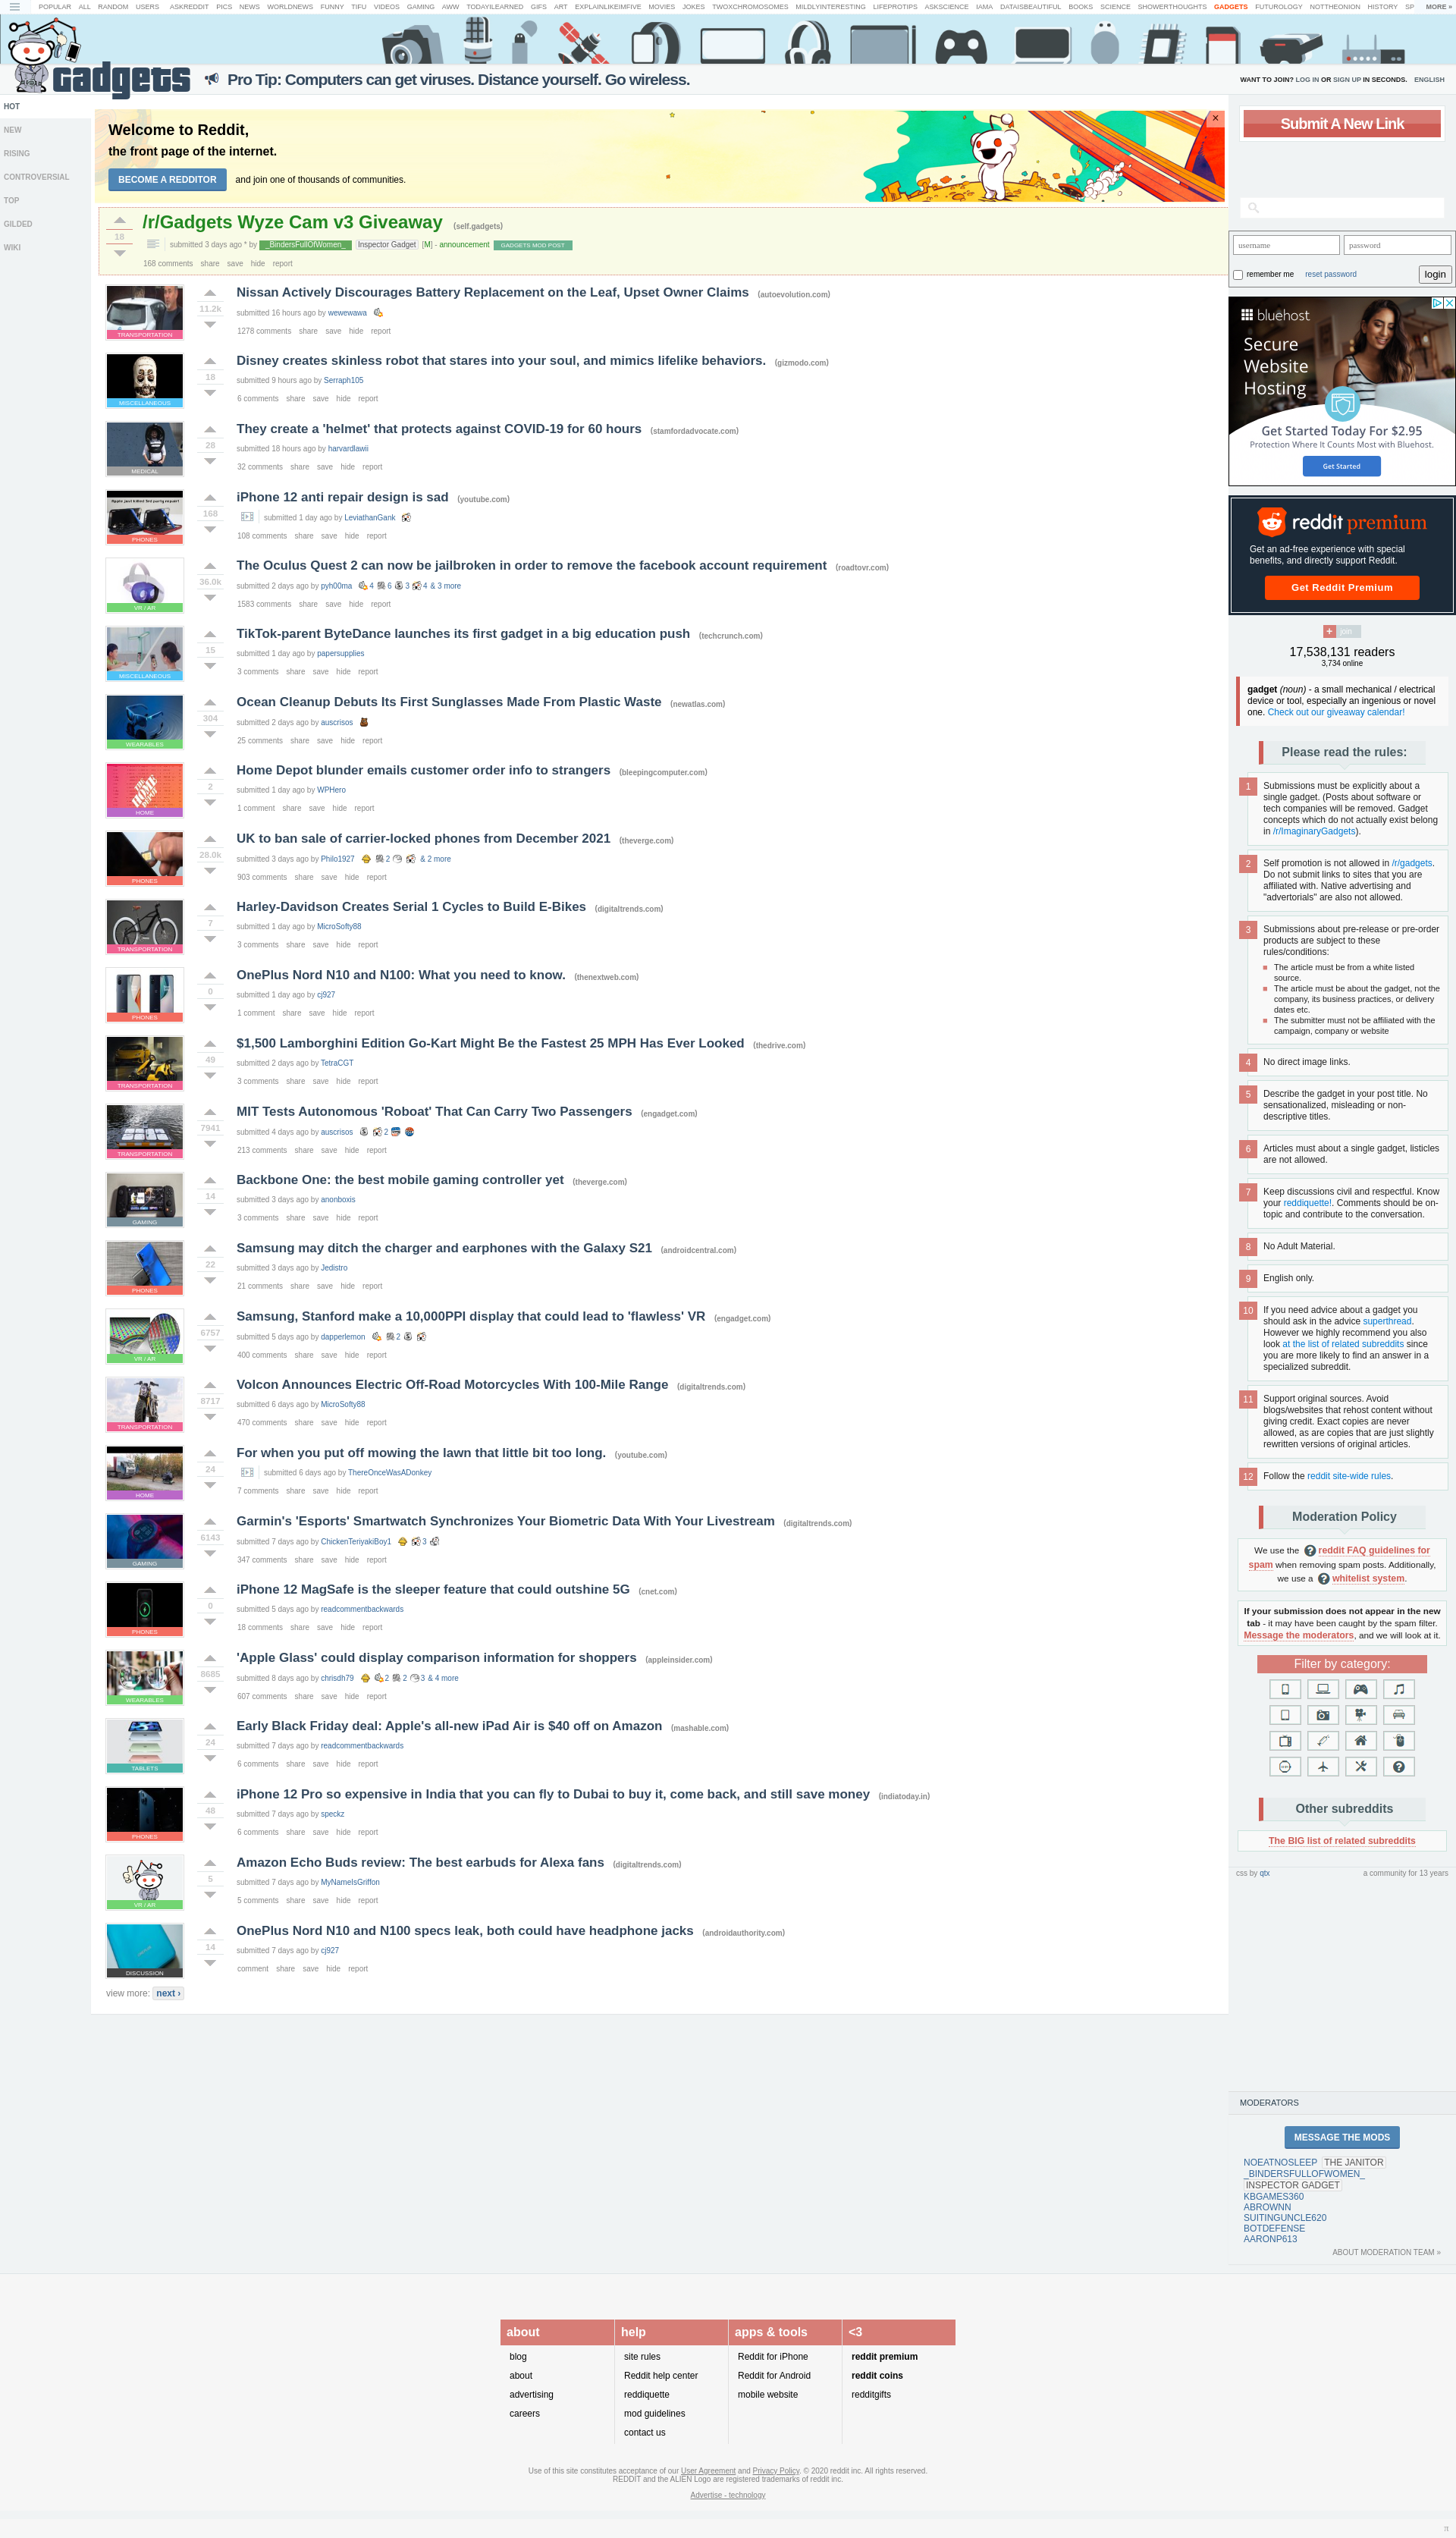 POPULAR ALL RANDOM USERS ASKREDDIT PICS NEWS WORLDNEWS FUNNY TIFU VIDEOS GAMING AWW TODAYILEARNED GIFS ART EXPLAINLIKEIMFIVE MOVIES JOKES TWOXCHROMOSOMES MILDLYINTERESTING LIFEPROTIPS ASKSCIENCE IAMA DATAISBEAUTIFUL BOOKS SCIENCE SHOWERTHOUGHTS GADGETS FUTUROLOGY NOTTHEONION HISTORY SP MORE »
gadgets
Pro Tip: Computers can get viruses. Distance yourself. Go wireless.
WANT TO JOIN? LOG IN OR SIGN UP IN SECONDS. ENGLISH
HOT
NEW
RISING
CONTROVERSIAL
TOP
GILDED
WIKI
Welcome to Reddit,
the front page of the internet.
BECOME A REDDITOR and join one of thousands of communities.
×
/r/Gadgets Wyze Cam v3 Giveaway (self.gadgets)
18
submitted 3 days ago * by _BindersFullOfWomen_ Inspector Gadget [M] - announcement GADGETS MOD POST
168 comments share save hide report
Nissan Actively Discourages Battery Replacement on the Leaf, Upset Owner Claims (autoevolution.com)
11.2k
submitted 16 hours ago by wewewawa
TRANSPORTATION
1278 comments share save hide report
Disney creates skinless robot that stares into your soul, and mimics lifelike behaviors. (gizmodo.com)
18
submitted 9 hours ago by Serraph105
MISCELLANEOUS
6 comments share save hide report
They create a 'helmet' that protects against COVID-19 for 60 hours (stamfordadvocate.com)
28
submitted 18 hours ago by harvardlawii
MEDICAL
32 comments share save hide report
iPhone 12 anti repair design is sad (youtube.com)
168
submitted 1 day ago by LeviathanGank
PHONES
108 comments share save hide report
The Oculus Quest 2 can now be jailbroken in order to remove the facebook account requirement (roadtovr.com)
36.0k
submitted 2 days ago by pyh00ma 4 6 3 4 & 3 more
VR / AR
1583 comments share save hide report
TikTok-parent ByteDance launches its first gadget in a big education push (techcrunch.com)
15
submitted 1 day ago by papersupplies
MISCELLANEOUS
3 comments share save hide report
Ocean Cleanup Debuts Its First Sunglasses Made From Plastic Waste (newatlas.com)
304
submitted 2 days ago by auscrisos
WEARABLES
25 comments share save hide report
Home Depot blunder emails customer order info to strangers (bleepingcomputer.com)
2
submitted 1 day ago by WPHero
HOME
1 comment share save hide report
UK to ban sale of carrier-locked phones from December 2021 (theverge.com)
28.0k
submitted 3 days ago by Philo1927 2 & 2 more
PHONES
903 comments share save hide report
Harley-Davidson Creates Serial 1 Cycles to Build E-Bikes (digitaltrends.com)
7
submitted 1 day ago by MicroSofty88
TRANSPORTATION
3 comments share save hide report
OnePlus Nord N10 and N100: What you need to know. (thenextweb.com)
0
submitted 1 day ago by cj927
PHONES
1 comment share save hide report
$1,500 Lamborghini Edition Go-Kart Might Be the Fastest 25 MPH Has Ever Looked (thedrive.com)
49
submitted 2 days ago by TetraCGT
TRANSPORTATION
3 comments share save hide report
MIT Tests Autonomous 'Roboat' That Can Carry Two Passengers (engadget.com)
7941
submitted 4 days ago by auscrisos 2
TRANSPORTATION
213 comments share save hide report
Backbone One: the best mobile gaming controller yet (theverge.com)
14
submitted 3 days ago by anonboxis
GAMING
3 comments share save hide report
Samsung may ditch the charger and earphones with the Galaxy S21 (androidcentral.com)
22
submitted 3 days ago by Jedistro
PHONES
21 comments share save hide report
Samsung, Stanford make a 10,000PPI display that could lead to 'flawless' VR (engadget.com)
6757
submitted 5 days ago by dapperlemon 2
VR / AR
400 comments share save hide report
Volcon Announces Electric Off-Road Motorcycles With 100-Mile Range (digitaltrends.com)
8717
submitted 6 days ago by MicroSofty88
TRANSPORTATION
470 comments share save hide report
For when you put off mowing the lawn that little bit too long. (youtube.com)
24
submitted 6 days ago by ThereOnceWasADonkey
HOME
7 comments share save hide report
Garmin's 'Esports' Smartwatch Synchronizes Your Biometric Data With Your Livestream (digitaltrends.com)
6143
submitted 7 days ago by ChickenTeriyakiBoy1 3
GAMING
347 comments share save hide report
iPhone 12 MagSafe is the sleeper feature that could outshine 5G (cnet.com)
0
submitted 5 days ago by readcommentbackwards
PHONES
18 comments share save hide report
'Apple Glass' could display comparison information for shoppers (appleinsider.com)
8685
submitted 8 days ago by chrisdh79 2 2 3 & 4 more
WEARABLES
607 comments share save hide report
Early Black Friday deal: Apple's all-new iPad Air is $40 off on Amazon (mashable.com)
24
submitted 7 days ago by readcommentbackwards
TABLETS
6 comments share save hide report
iPhone 12 Pro so expensive in India that you can fly to Dubai to buy it, come back, and still save money (indiatoday.in)
48
submitted 7 days ago by speckz
PHONES
6 comments share save hide report
Amazon Echo Buds review: The best earbuds for Alexa fans (digitaltrends.com)
5
submitted 7 days ago by MyNameIsGriffon
VR / AR
5 comments share save hide report
OnePlus Nord N10 and N100 specs leak, both could have headphone jacks (androidauthority.com)
14
submitted 7 days ago by cj927
DISCUSSION
comment share save hide report
view more: next ›
Submit A New Link
username password
remember me reset password login
bluehost
Secure
Website
Hosting
Get Started Today For $2.95
Protection Where It Counts Most with Bluehost.
Get Started
reddit premium
Get an ad-free experience with special
benefits, and directly support Reddit.
Get Reddit Premium
+ join
17,538,131 readers
3,734 online
gadget (noun) - a small mechanical / electrical
device or tool, especially an ingenious or novel
one. Check out our giveaway calendar!
Please read the rules:
1 Submissions must be explicitly about a
single gadget. (Posts about software or
tech companies will be removed. Gadget
concepts which do not actually exist belong
in /r/ImaginaryGadgets).
2 Self promotion is not allowed in /r/gadgets.
Do not submit links to sites that you are
affiliated with. Native advertising and
"advertorials" are also not allowed.
3 Submissions about pre-release or pre-order
products are subject to these
rules/conditions:
The article must be from a white listed
source.
The article must be about the gadget, not the
company, its business practices, or delivery
dates etc.
The submitter must not be affiliated with the
campaign, company or website
4 No direct image links.
5 Describe the gadget in your post title. No
sensationalized, misleading or non-
descriptive titles.
6 Articles must about a single gadget, listicles
are not allowed.
7 Keep discussions civil and respectful. Know
your reddiquette!. Comments should be on-
topic and contribute to the conversation.
8 No Adult Material.
9 English only.
10 If you need advice about a gadget you
should ask in the advice superthread.
However we highly recommend you also
look at the list of related subreddits since
you are more likely to find an answer in a
specialized subreddit.
11 Support original sources. Avoid
blogs/websites that rehost content without
giving credit. Exact copies are never
allowed, as are copies that are just slightly
rewritten versions of original articles.
12 Follow the reddit site-wide rules.
Moderation Policy
We use the reddit FAQ guidelines for
spam when removing spam posts. Additionally,
we use a whitelist system.
If your submission does not appear in the new
tab - it may have been caught by the spam filter.
Message the moderators, and we will look at it.
Filter by category:
Other subreddits
The BIG list of related subreddits
css by qtx a community for 13 years
MODERATORS
MESSAGE THE MODS
NOEATNOSLEEP THE JANITOR
_BINDERSFULLOFWOMEN_
INSPECTOR GADGET
KBGAMES360
ABROWNN
SUITINGUNCLE620
BOTDEFENSE
AARONP613
ABOUT MODERATION TEAM »
about help apps & tools <3
blog site rules Reddit for iPhone reddit premium
about Reddit help center Reddit for Android reddit coins
advertising reddiquette mobile website redditgifts
careers mod guidelines
contact us
Use of this site constitutes acceptance of our User Agreement and Privacy Policy. © 2020 reddit inc. All rights reserved.
REDDIT and the ALIEN Logo are registered trademarks of reddit inc.
Advertise - technology
π